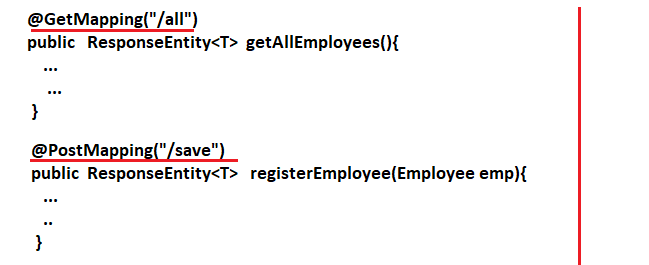 @GetMapping("/all")
public ResponseEntity<T> getAllEmployees(){
...
...
}
@PostMapping("/save")
public ResponseEntity<T> registerEmployee(Employee emp){
...
..
}